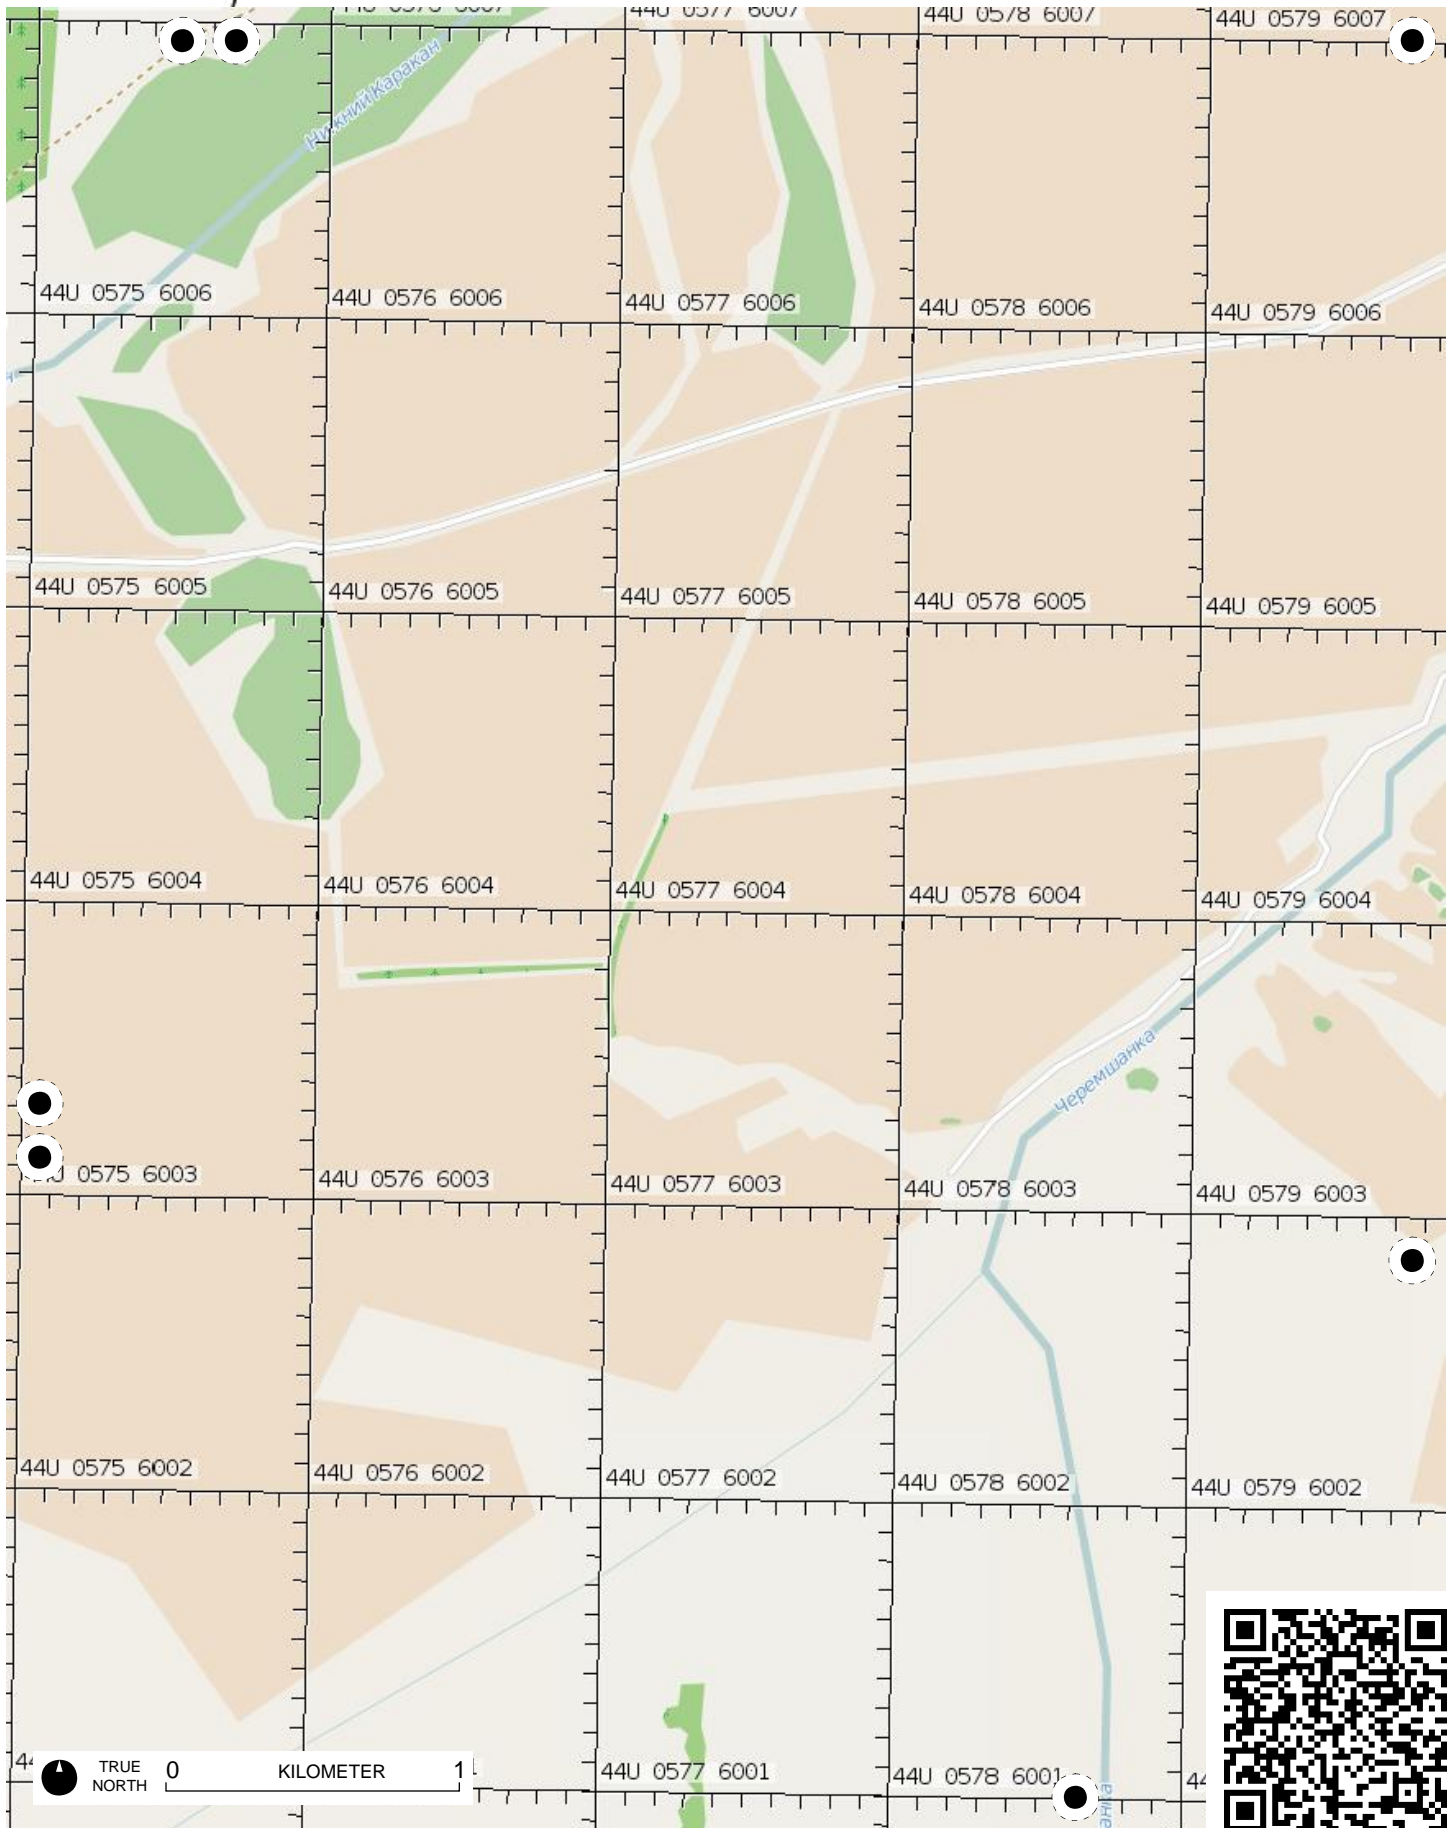 44U 0577 6007
44U 0578 6007
44U 0579 6007
Нижний Каракан
44U 0575 6006
44U 0576 6006
44U 0577 6006
44U 0578 6006
44U 0579 6006
44U 0575 6005
44U 0576 6005
44U 0577 6005
44U 0578 6005
44U 0579 6005
44U 0575 6004
44U 0576 6004
44U 0577 6004
44U 0578 6004
44U 0579 6004
Черемшанка
0575 6003
44U 0576 6003
44U 0577 6003
44U 0578 6003
44U 0579 6003
44U 0575 6002
44U 0576 6002
44U 0577 6002
44U 0578 6002
44U 0579 6002
44U 0577 6001
44U 0578 6001
TRUE NORTH
0 KILOMETER 1